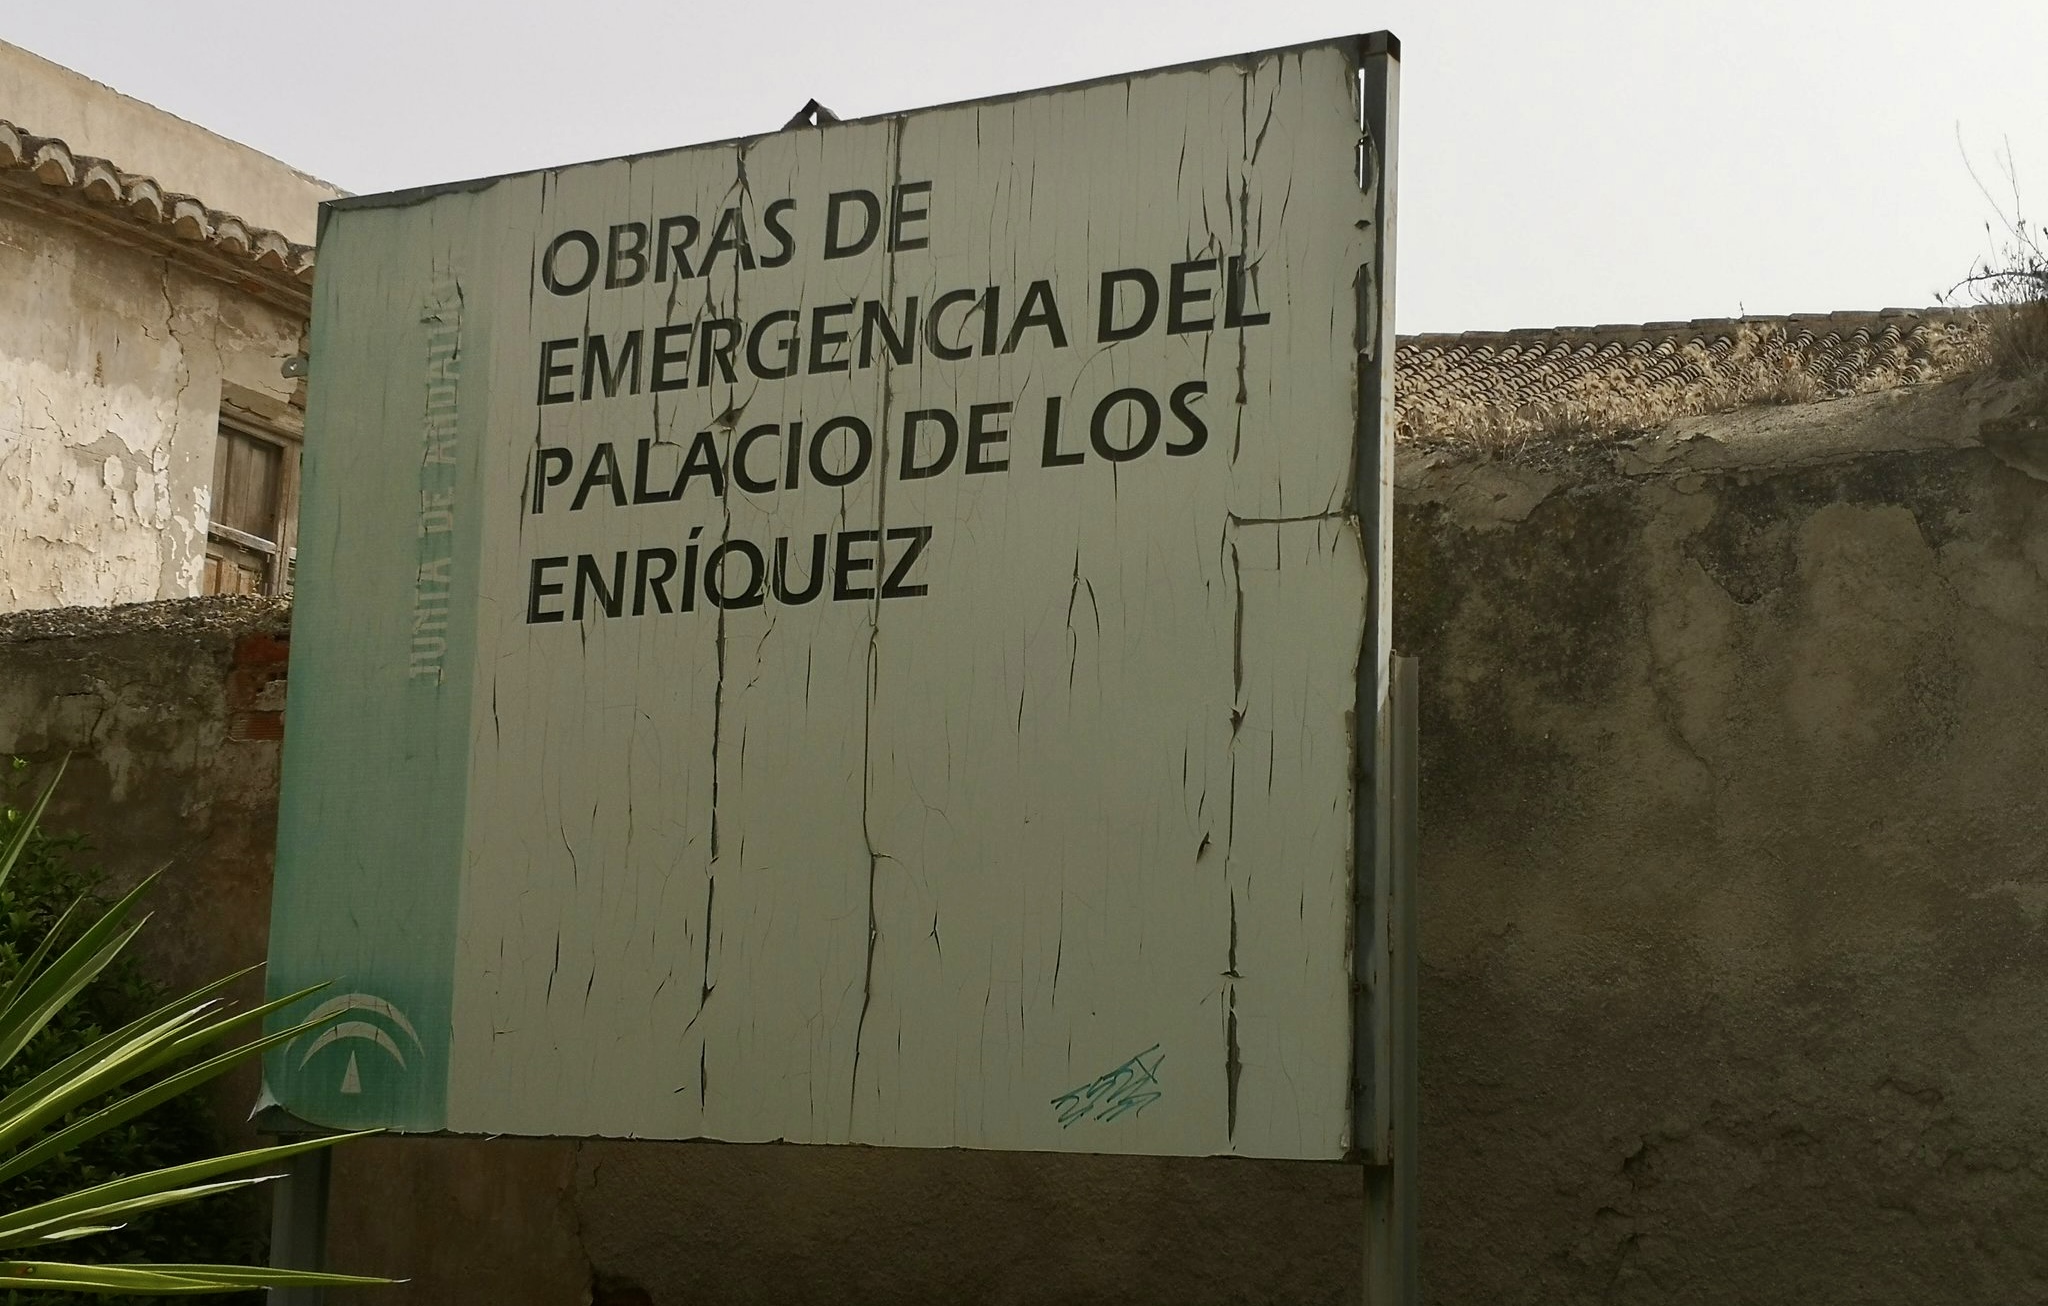 OBRAS DE
EMERGENCIA DEL
PALACIO DE LOS
ENRÍQUEZ
JUNTA DE ANDALUCIA